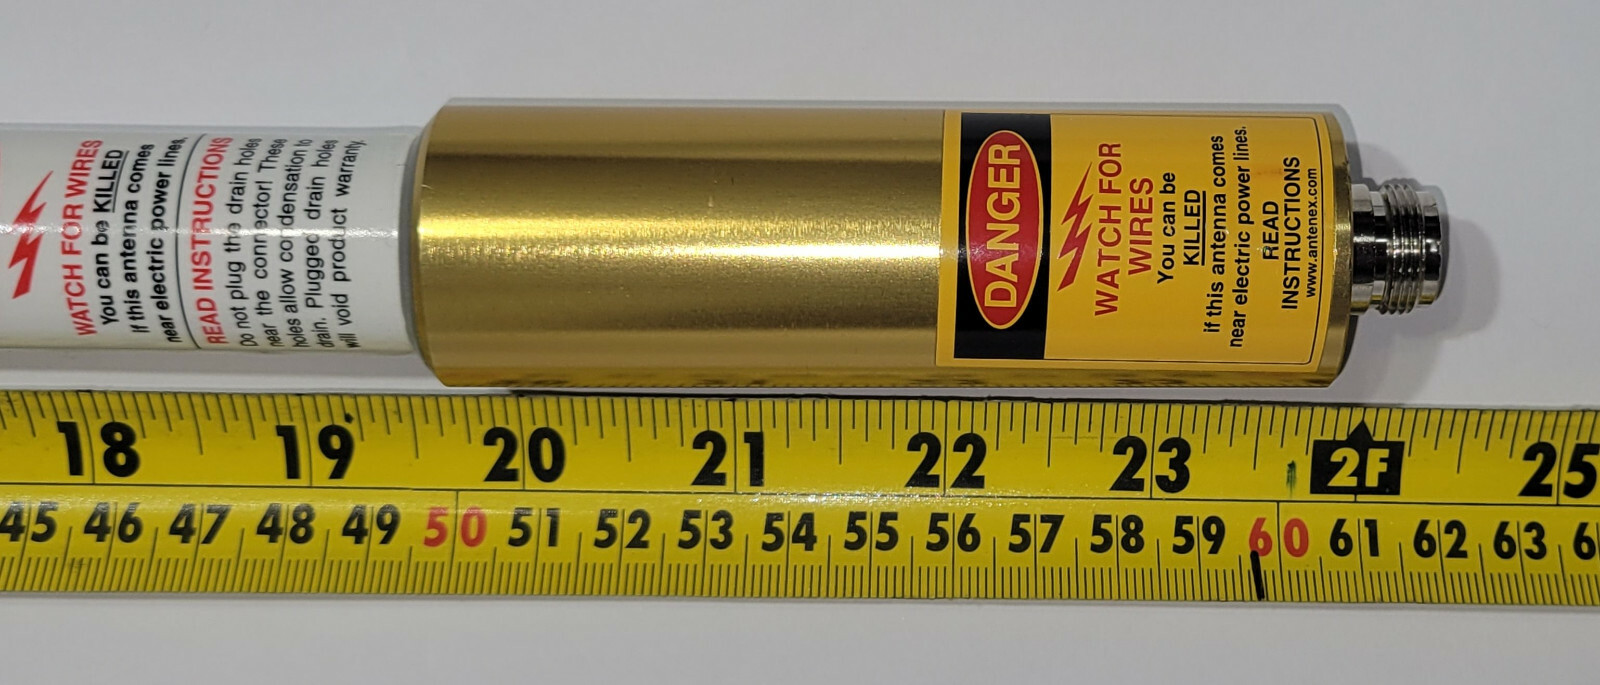 WATCH FOR WIRES
You can be KILLED
if this antenna comes
near electric power lines.
READ INSTRUCTIONS
Do not plug the drain holes
near the connector! These
holes allow condensation to
drain. Plugged drain holes
will void product warranty.
DANGER
WATCH FOR
WIRES
You can be
KILLED
if this antenna comes
near electric power lines.
READ
INSTRUCTIONS
www.antenex.com
18 19 20 21 22 23 2F 25
45 46 47 48 49 50 51 52 53 54 55 56 57 58 59 60 61 62 63 6